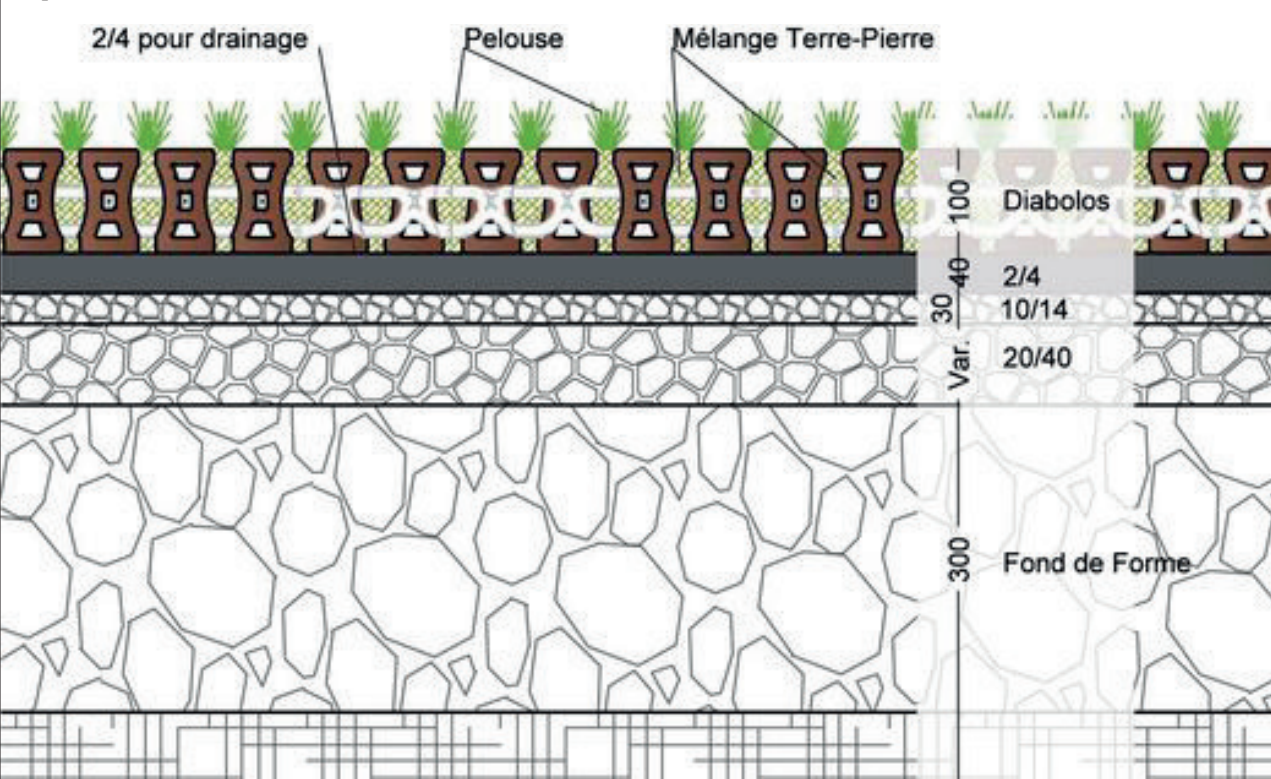 2/4 pour drainage
Pelouse
Mélange Terre-Pierre
100
Diabolos
40
2/4
30
10/14
Var.
20/40
300
Fond de Forme